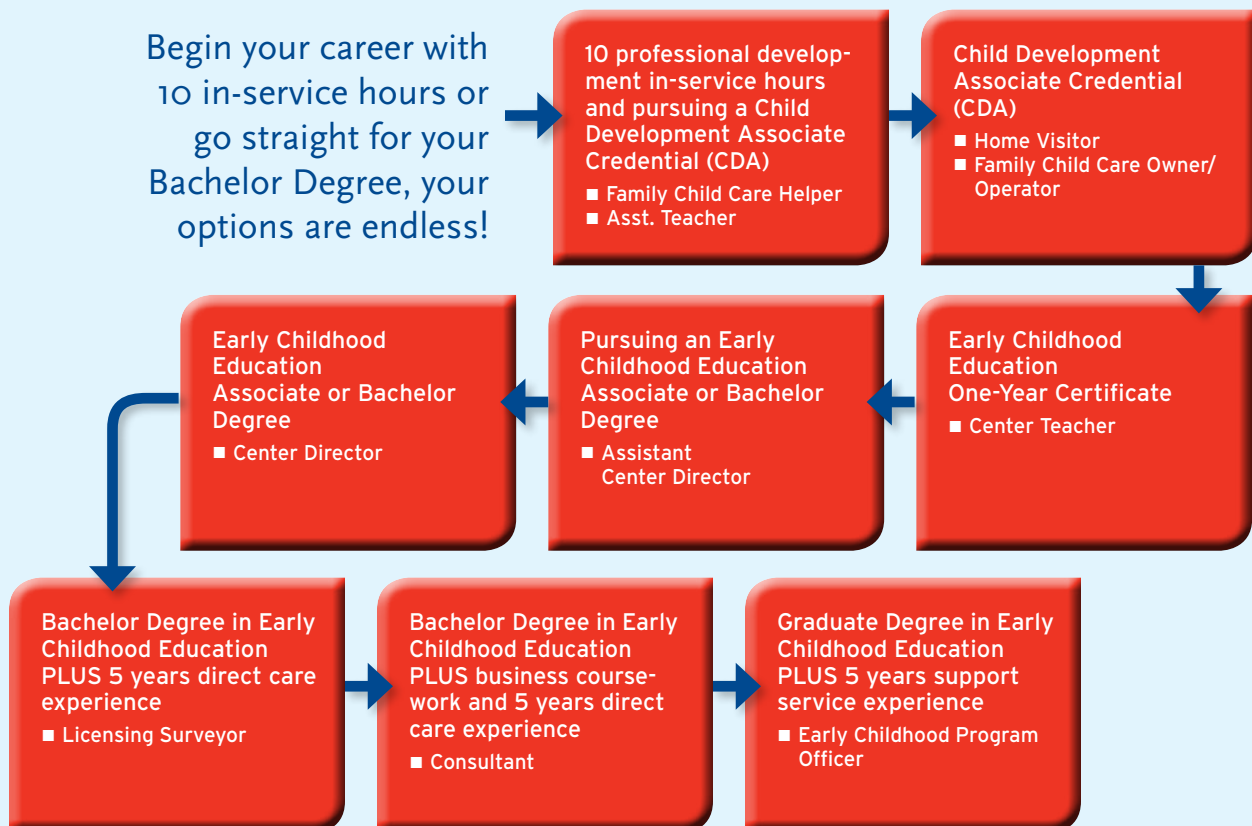 Begin your career with
10 in-service hours or
go straight for your
Bachelor Degree, your
options are endless!
10 professional develop-
ment in-service hours
and pursuing a Child
Development Associate
Credential (CDA)
■ Family Child Care Helper
■ Asst. Teacher
Child Development
Associate Credential
(CDA)
■ Home Visitor
■ Family Child Care Owner/
Operator
Early Childhood
Education
One-Year Certificate
■ Center Teacher
Pursuing an Early
Childhood Education
Associate or Bachelor
Degree
■ Assistant
Center Director
Early Childhood
Education
Associate or Bachelor
Degree
■ Center Director
Bachelor Degree in Early
Childhood Education
PLUS 5 years direct care
experience
■ Licensing Surveyor
Bachelor Degree in Early
Childhood Education
PLUS business course-
work and 5 years direct
care experience
■ Consultant
Graduate Degree in Early
Childhood Education
PLUS 5 years support
service experience
■ Early Childhood Program
Officer